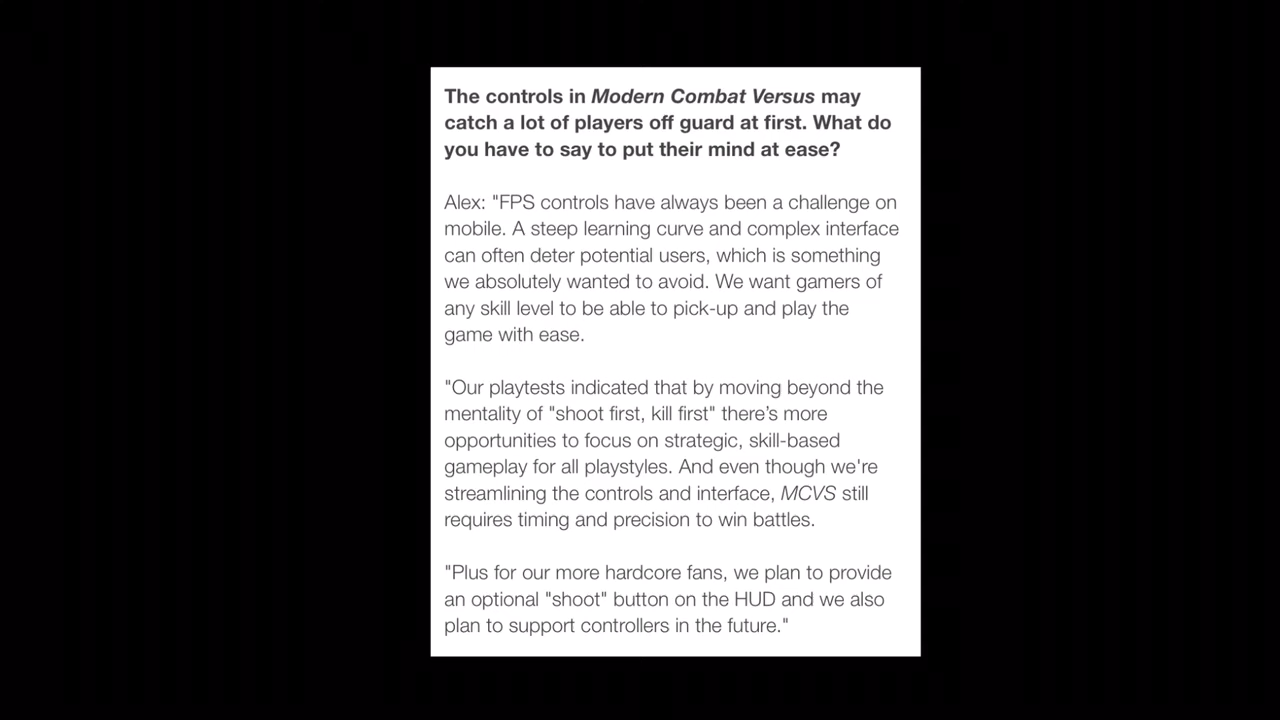 The controls in Modern Combat Versus may
catch a lot of players off guard at first. What do
you have to say to put their mind at ease?
Alex: "FPS controls have always been a challenge on
mobile. A steep learning curve and complex interface
can often deter potential users, which is something
we absolutely wanted to avoid. We want gamers of
any skill level to be able to pick-up and play the
game with ease.
"Our playtests indicated that by moving beyond the
mentality of "shoot first, kill first" there’s more
opportunities to focus on strategic, skill-based
gameplay for all playstyles. And even though we're
streamlining the controls and interface, MCVS still
requires timing and precision to win battles.
"Plus for our more hardcore fans, we plan to provide
an optional "shoot" button on the HUD and we also
plan to support controllers in the future."